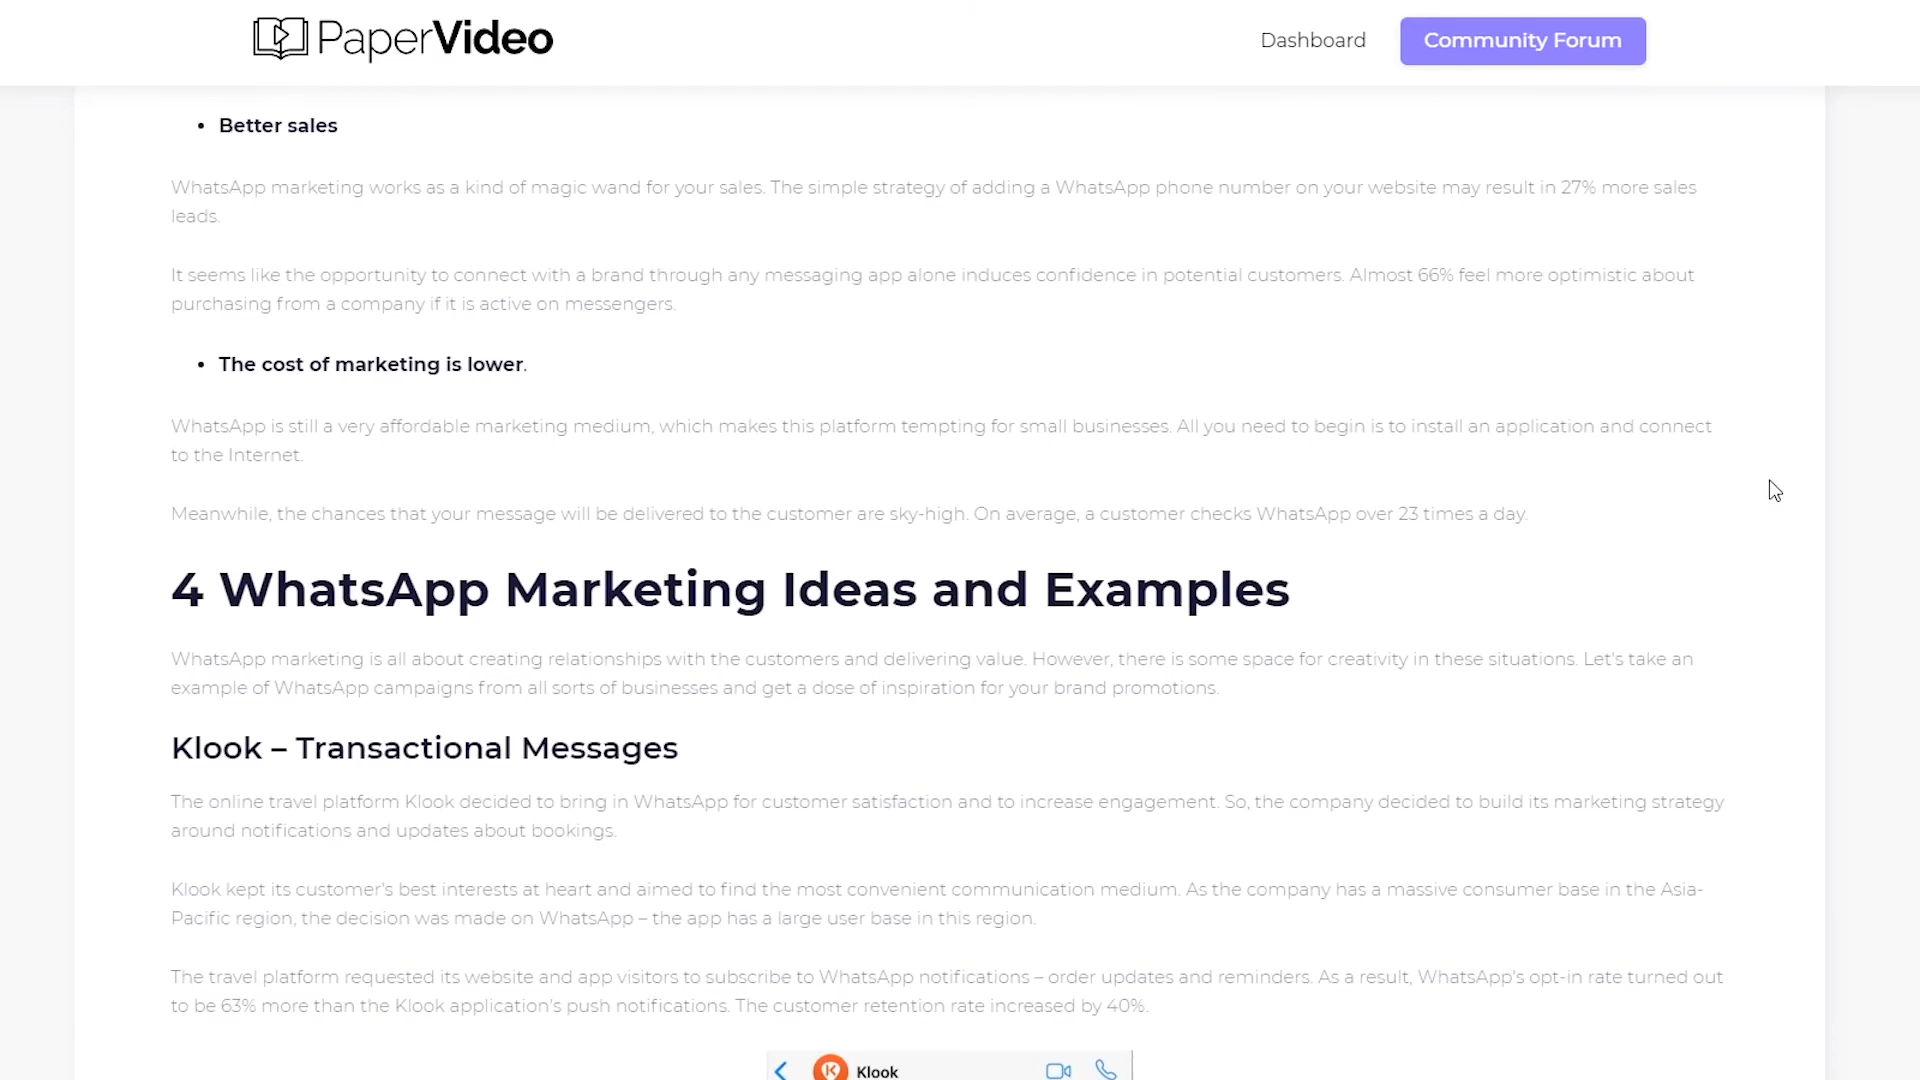 PaperVideo
Dashboard
Community Forum
• Better sales
WhatsApp marketing works as a kind of magic wand for your sales. The simple strategy of adding a WhatsApp phone number on your website may result in 27% more sales
leads.
It seems like the opportunity to connect with a brand through any messaging app alone induces confidence in potential customers. Almost 66% feel more optimistic about
purchasing from a company if it is active on messengers.
• The cost of marketing is lower.
WhatsApp is still a very affordable marketing medium, which makes this platform tempting for small businesses. All you need to begin is to install an application and connect
to the Internet.
Meanwhile, the chances that your message will be delivered to the customer are sky-high. On average, a customer checks WhatsApp over 23 times a day.
4 WhatsApp Marketing Ideas and Examples
WhatsApp marketing is all about creating relationships with the customers and delivering value. However, there is some space for creativity in these situations. Let's take an
example of WhatsApp campaigns from all sorts of businesses and get a dose of inspiration for your brand promotions.
Klook – Transactional Messages
The online travel platform Klook decided to bring in WhatsApp for customer satisfaction and to increase engagement. So, the company decided to build its marketing strategy
around notifications and updates about bookings.
Klook kept its customer's best interests at heart and aimed to find the most convenient communication medium. As the company has a massive consumer base in the Asia-
Pacific region, the decision was made on WhatsApp – the app has a large user base in this region.
The travel platform requested its website and app visitors to subscribe to WhatsApp notifications – order updates and reminders. As a result, WhatsApp's opt-in rate turned out
to be 63% more than the Klook application's push notifications. The customer retention rate increased by 40%.
Klook